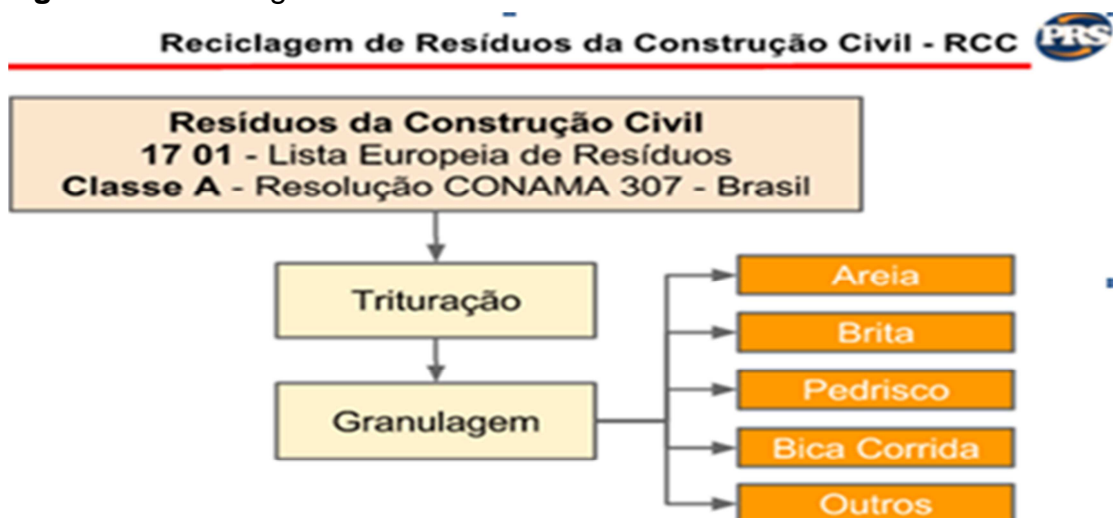 Reciclagem de Resíduos da Construção Civil - RCC
PRS
Resíduos da Construção Civil
17 01 - Lista Europeia de Resíduos
Classe A - Resolução CONAMA 307 - Brasil
Trituração
Granulagem
Areia
Brita
Pedrisco
Bica Corrida
Outros